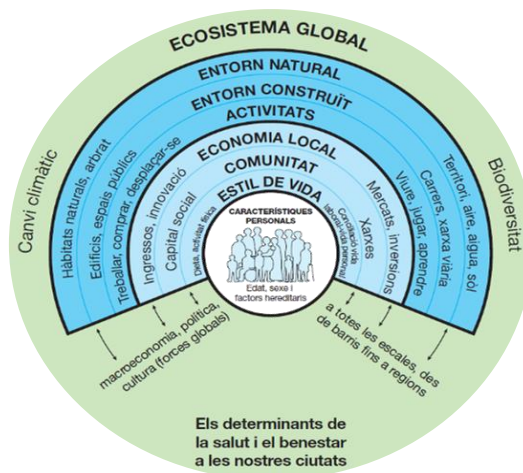 ECOSISTEMA GLOBAL
Canvi climàtic
Biodiversitat
ENTORN NATURAL
Hàbitats naturals, arbrat
Territori, aire, aigua, sòl
ENTORN CONSTRUÏT
Edificis, espais públics
Carrers, xarxa viària
ACTIVITATS
Treballar, comprar, desplaçar-se
Viure, jugar, aprendre
ECONOMIA LOCAL
Ingressos, innovació
Mercats, inversions
COMUNITAT
Capital social
Xarxes
ESTIL DE VIDA
Dieta, activitat física
Conciliació vida
laboral-vida personal
CARACTERÍSTIQUES
PERSONALS
Edat, sexe i
factors hereditaris
macroeconomia, política,
cultura (forces globals)
a totes les escales, des
de barris fins a regions
Els determinants de
la salut i el benestar
a les nostres ciutats